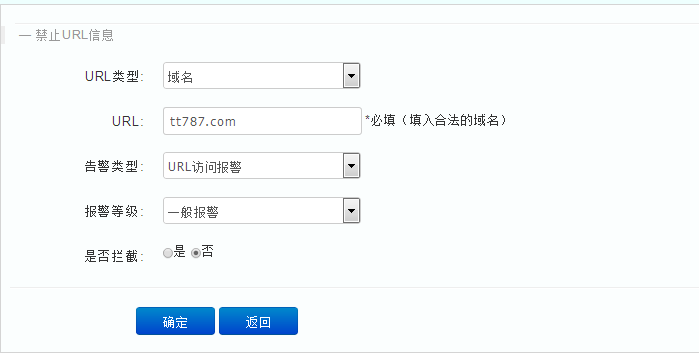 — 禁止URL信息
URL类型: 域名
URL: tt787.com *必填（填入合法的域名）
告警类型: URL访问报警
报警等级: 一般报警
是否拦截: 是 否
确定 返回